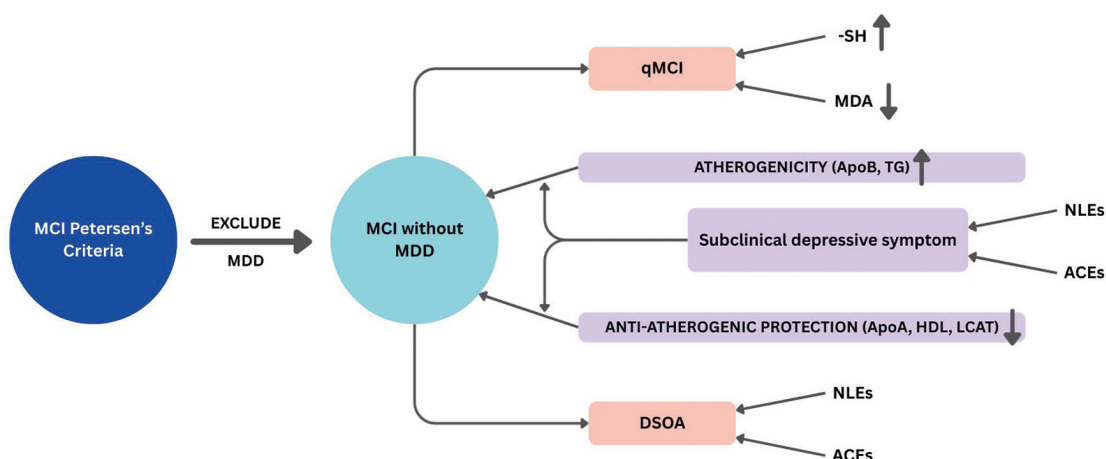 MCI Petersen's
Criteria
EXCLUDE
MDD
MCI without
MDD
qMCI
-SH
MDA
ATHEROGENICITY (ApoB, TG)
Subclinical depressive symptom
NLEs
ACEs
ANTI-ATHEROGENIC PROTECTION (ApoA, HDL, LCAT)
DSOA
NLEs
ACEs